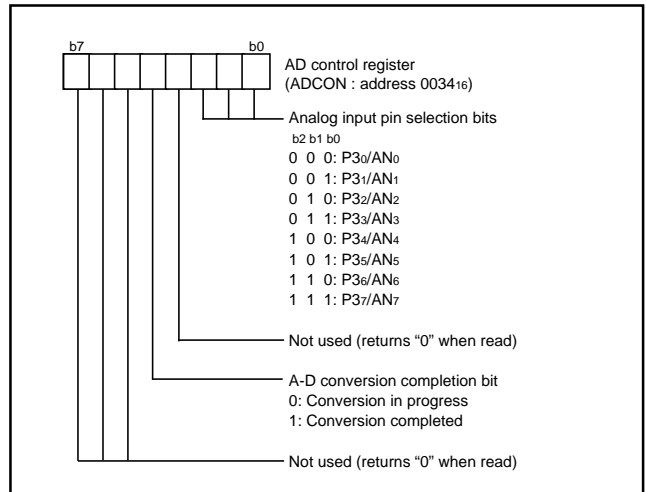 b7 b0
AD control register
(ADCON : address 0034₁₆)
Analog input pin selection bits
b2 b1 b0
0 0 0: P3₀/AN₀
0 0 1: P3₁/AN₁
0 1 0: P3₂/AN₂
0 1 1: P3₃/AN₃
1 0 0: P3₄/AN₄
1 0 1: P3₅/AN₅
1 1 0: P3₆/AN₆
1 1 1: P3₇/AN₇
Not used (returns “0” when read)
A-D conversion completion bit
0: Conversion in progress
1: Conversion completed
Not used (returns “0” when read)